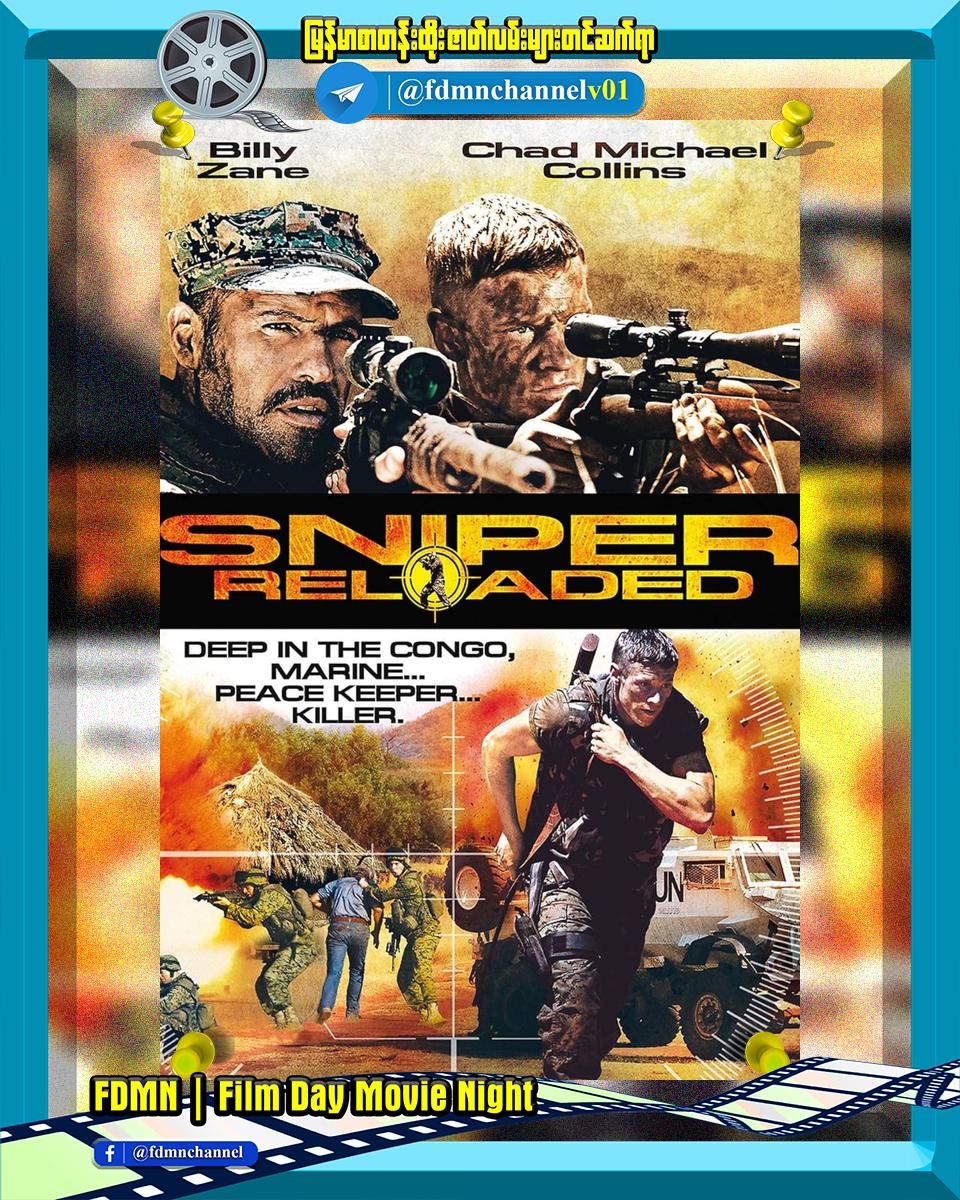 မြန်မာစာတန်းထိုးဇာတ်လမ်းများတင်ဆက်ရာ
@fdmnchannelv01
Billy
Zane
Chad Michael
Collins
SNIPER
RELOADED
DEEP IN THE CONGO,
MARINE...
PEACE KEEPER...
KILLER.
UN
FDMN | Film Day Movie Night
@fdmnchannel